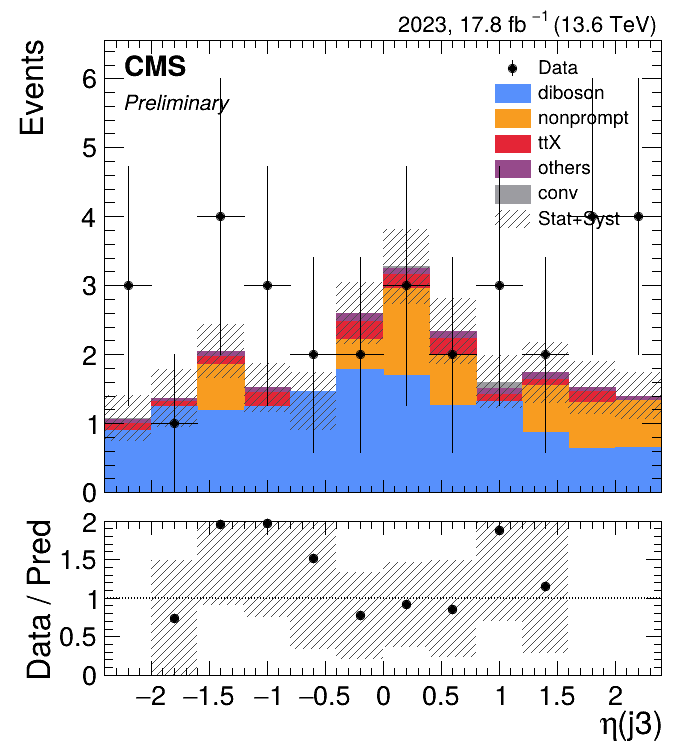 2023, 17.8 fb⁻¹ (13.6 TeV)
Events
CMS
Preliminary
Data
diboson
nonprompt
ttX
others
conv
Stat+Syst
6
5
4
3
2
1
0
Data / Pred
2
1.5
1
0.5
0
−2 −1.5 −1 −0.5 0 0.5 1 1.5 2
η(j3)